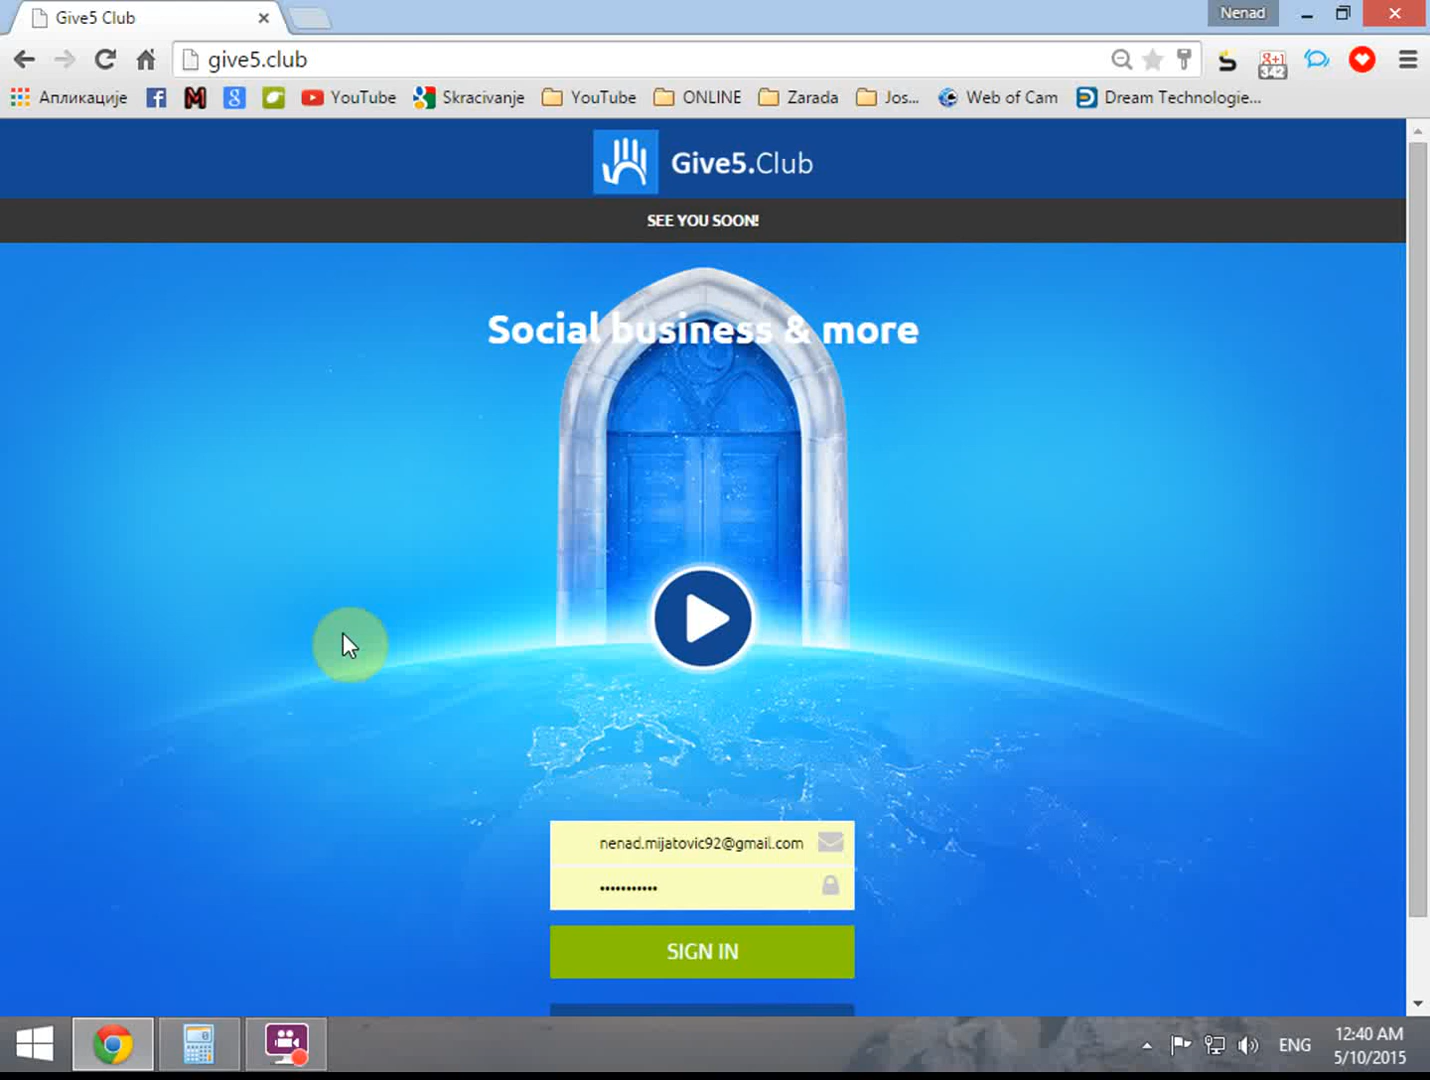 Give5 Club
Nenad
give5.club
g+1
342
Апликације
YouTube
Skracivanje
YouTube
ONLINE
Zarada
Jos...
Web of Cam
Dream Technologie...
Give5.Club
SEE YOU SOON!
Social business & more
nenad.mijatovic92@gmail.com
•••••••••••
SIGN IN
ENG
12:40 AM
5/10/2015